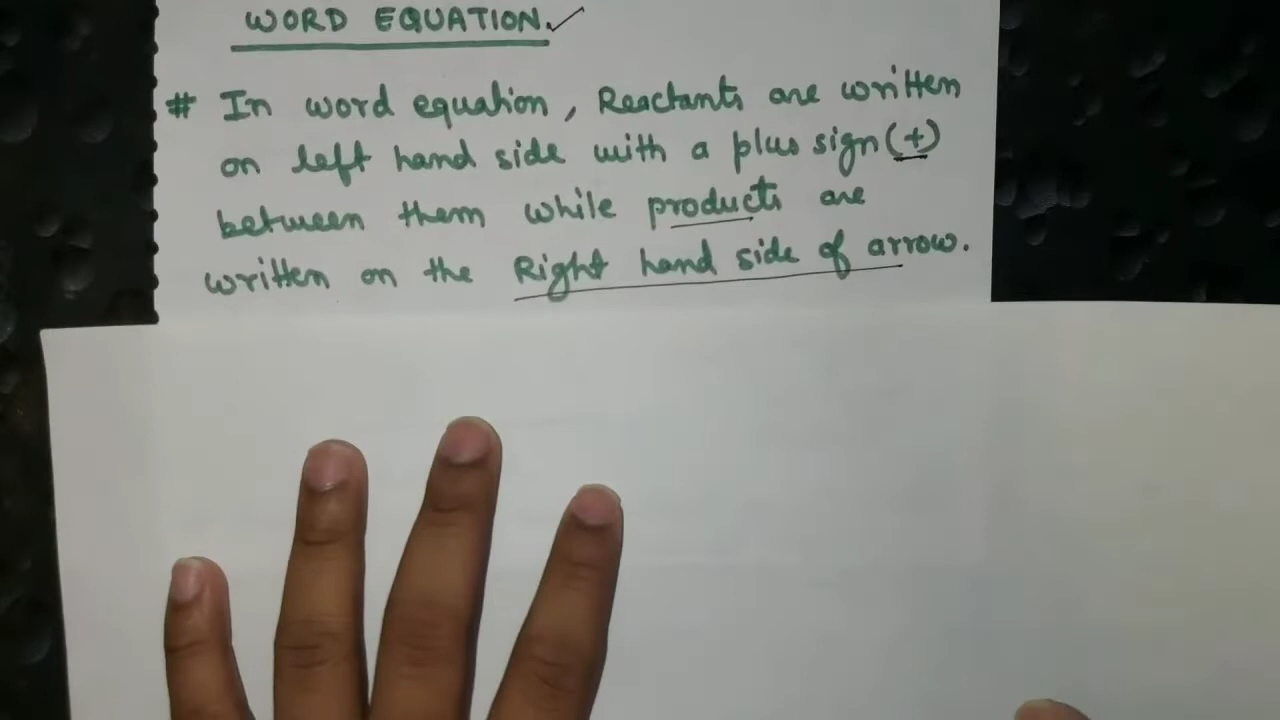 WORD EQUATION.
# In word equation, Reactants are written
on left hand side with a plus sign (+)
between them while products are
written on the Right hand side of arrow.